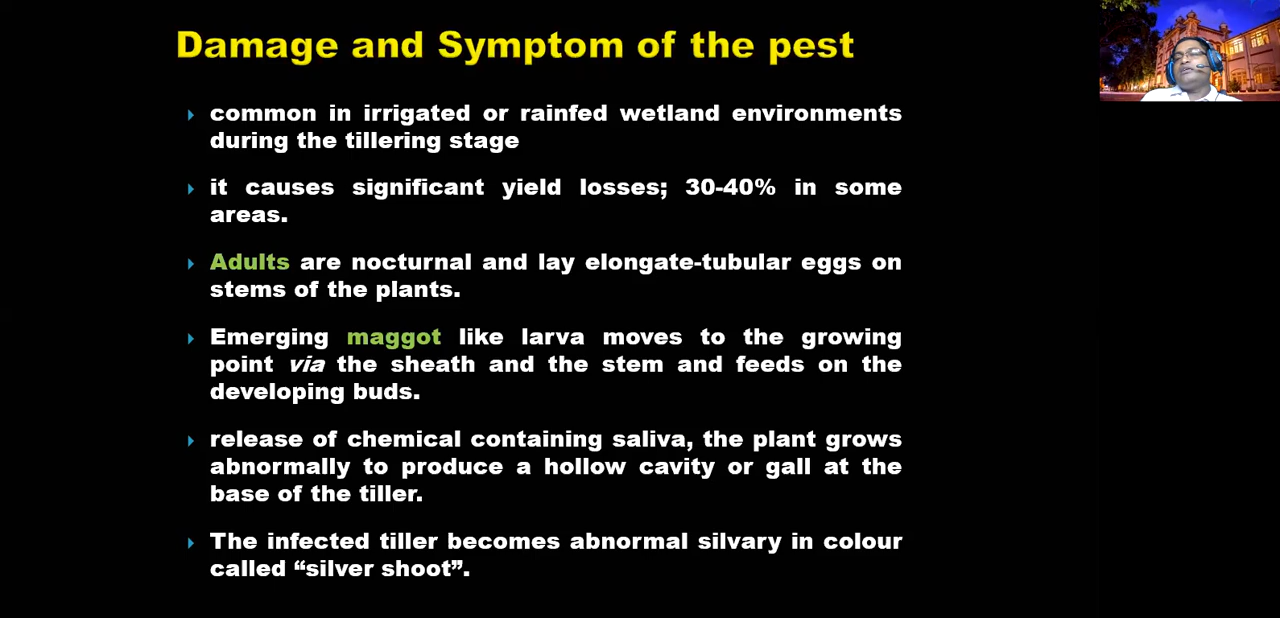 Damage and Symptom of the pest
common in irrigated or rainfed wetland environments
during the tillering stage
it causes significant yield losses; 30-40% in some
areas.
Adults are nocturnal and lay elongate-tubular eggs on
stems of the plants.
Emerging maggot like larva moves to the growing
point via the sheath and the stem and feeds on the
developing buds.
release of chemical containing saliva, the plant grows
abnormally to produce a hollow cavity or gall at the
base of the tiller.
The infected tiller becomes abnormal silvary in colour
called “silver shoot”.